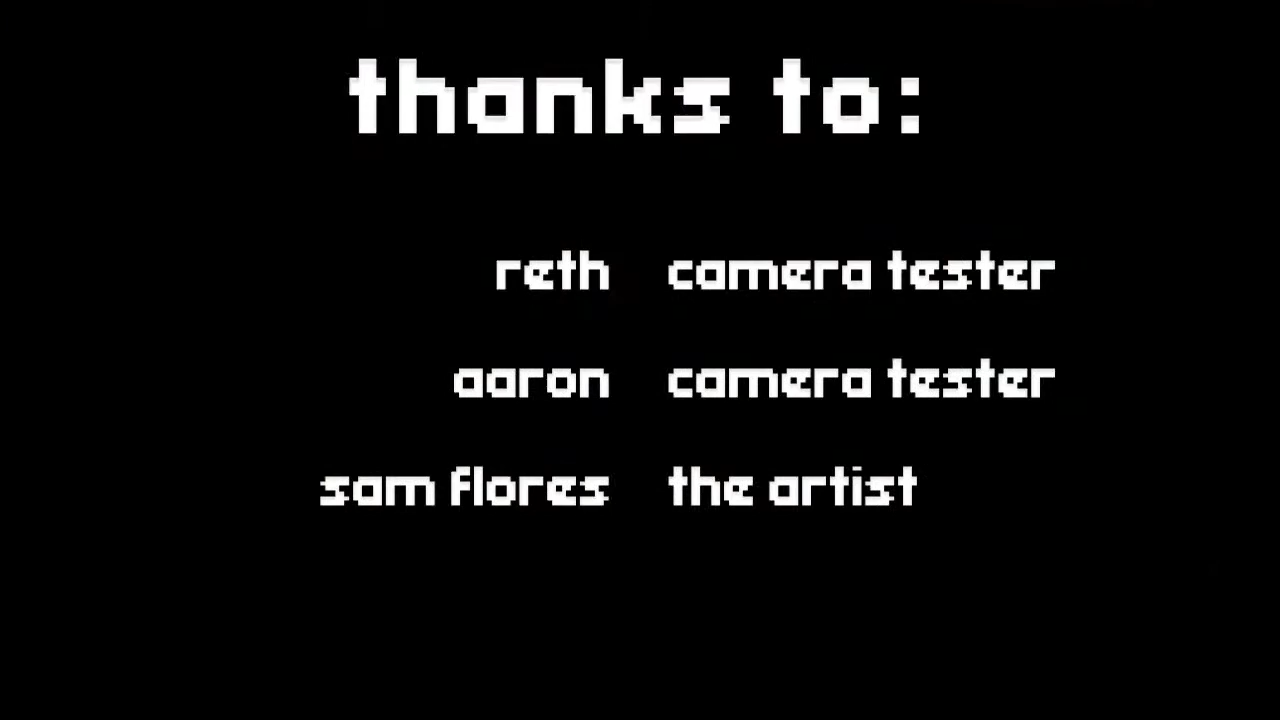 thanks to:
reth camera tester
aaron camera tester
sam flores the artist